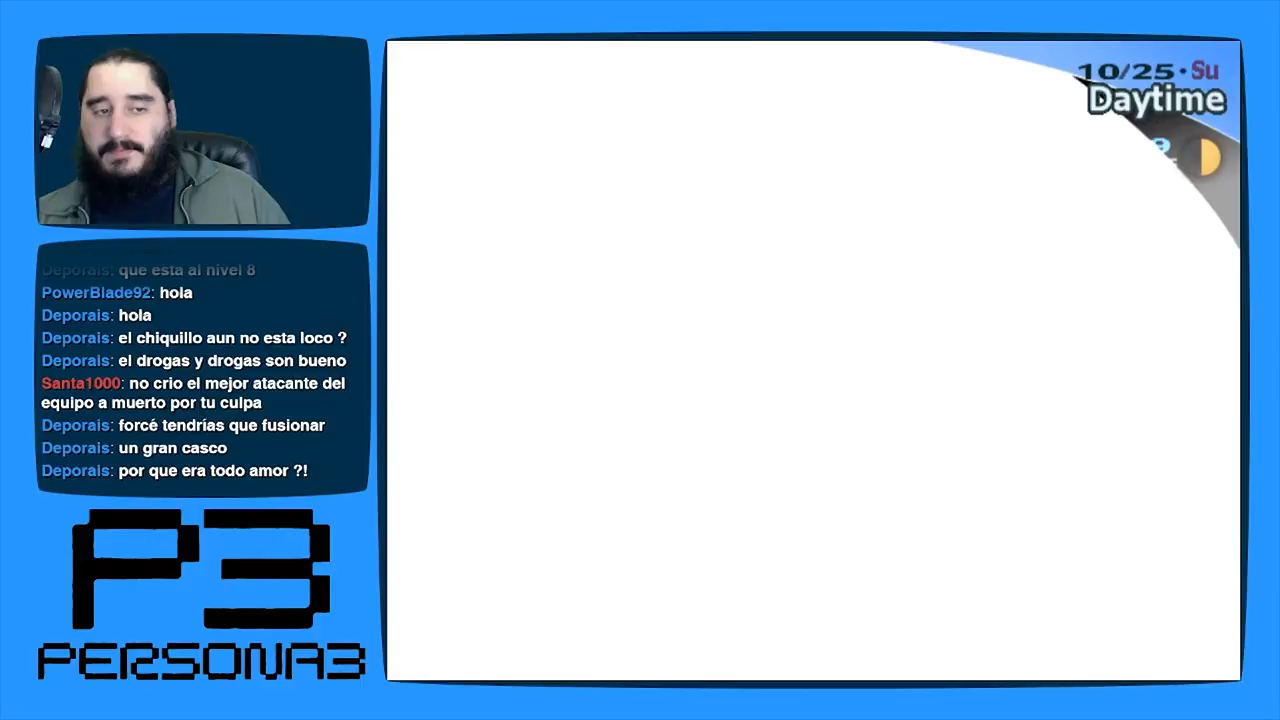 10/25・Su
Daytime
Deporais: que esta al nivel 8
PowerBlade92: hola
Deporais: hola
Deporais: el chiquillo aun no esta loco ?
Deporais: el drogas y drogas son bueno
Santa1000: no crio el mejor atacante del
equipo a muerto por tu culpa
Deporais: forcé tendrías que fusionar
Deporais: un gran casco
Deporais: por que era todo amor ?!
P3
PERSONA3